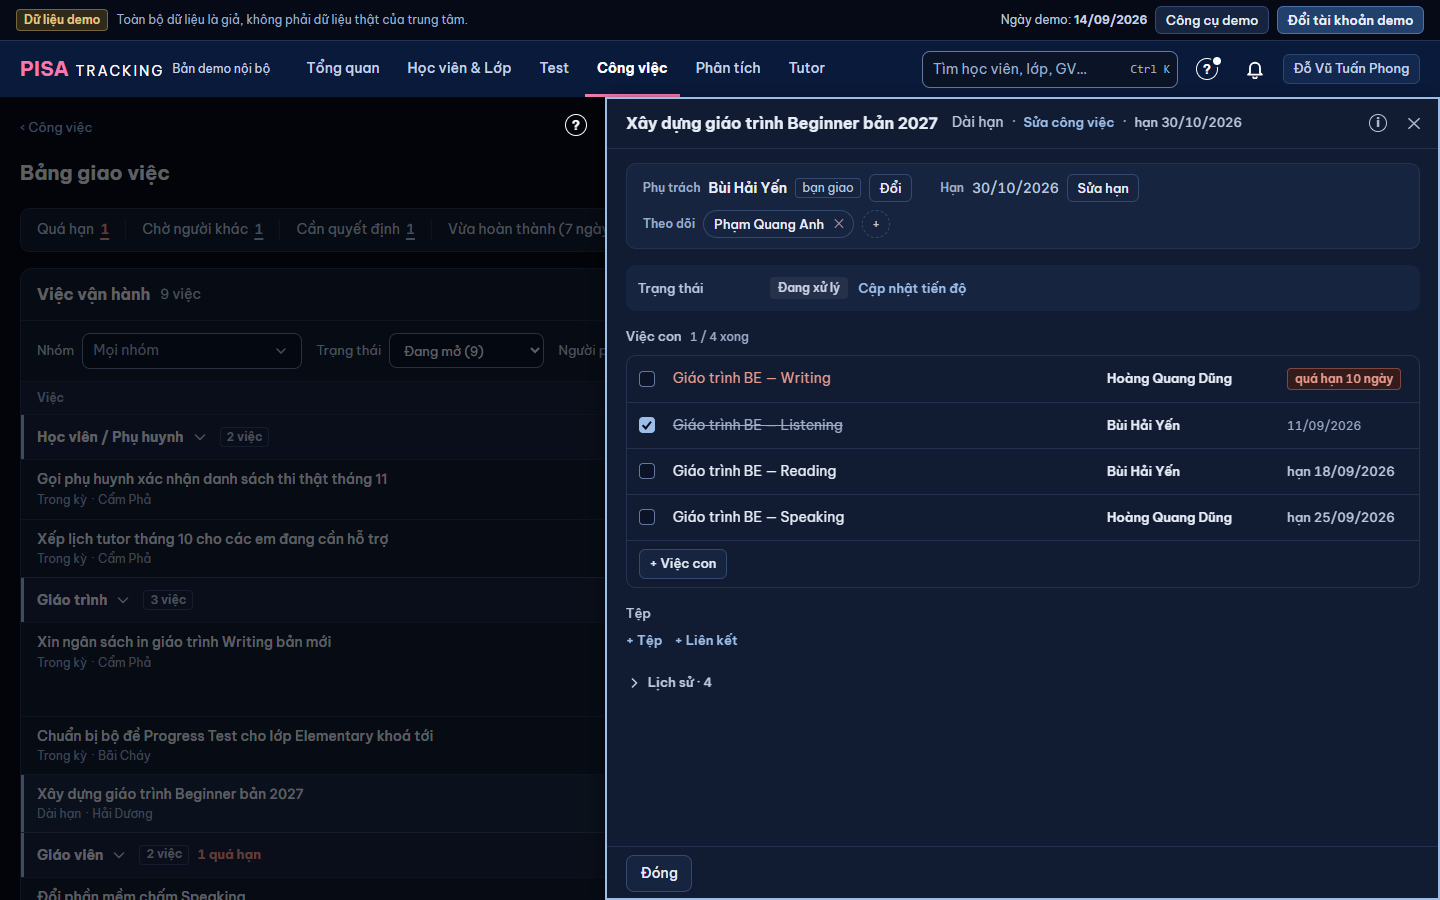 Dữ liệu demo Toàn bộ dữ liệu là giả, không phải dữ liệu thật của trung tâm. Ngày demo: 14/09/2026 Công cụ demo Đổi tài khoản demo
PISA TRACKING Bản demo nội bộ Tổng quan Học viên & Lớp Test Công việc Phân tích Tutor Tìm học viên, lớp, GV... Ctrl K ? Đỗ Vũ Tuấn Phong
‹ Công việc ?
Bảng giao việc
Quá hạn 1 Chờ người khác 1 Cần quyết định 1 Vừa hoàn thành (7 ngày
Việc vận hành 9 việc
Nhóm Mọi nhóm Trạng thái Đang mở (9) Người p
Việc
Học viên / Phụ huynh 2 việc
Gọi phụ huynh xác nhận danh sách thi thật tháng 11
Trong kỳ · Cẩm Phả
Xếp lịch tutor tháng 10 cho các em đang cần hỗ trợ
Trong kỳ · Cẩm Phả
Giáo trình 3 việc
Xin ngân sách in giáo trình Writing bản mới
Trong kỳ · Cẩm Phả
Chuẩn bị bộ đề Progress Test cho lớp Elementary khoá tới
Trong kỳ · Bãi Cháy
Xây dựng giáo trình Beginner bản 2027
Dài hạn · Hải Dương
Giáo viên 2 việc 1 quá hạn
Đổi phần mềm chấm Speaking
Xây dựng giáo trình Beginner bản 2027 Dài hạn · Sửa công việc · hạn 30/10/2026
Phụ trách Bùi Hải Yến bạn giao Đổi Hạn 30/10/2026 Sửa hạn
Theo dõi Phạm Quang Anh +
Trạng thái Đang xử lý Cập nhật tiến độ
Việc con 1 / 4 xong
Giáo trình BE — Writing Hoàng Quang Dũng quá hạn 10 ngày
Giáo trình BE — Listening Bùi Hải Yến 11/09/2026
Giáo trình BE — Reading Bùi Hải Yến hạn 18/09/2026
Giáo trình BE — Speaking Hoàng Quang Dũng hạn 25/09/2026
+ Việc con
Tệp
+ Tệp + Liên kết
Lịch sử · 4
Đóng